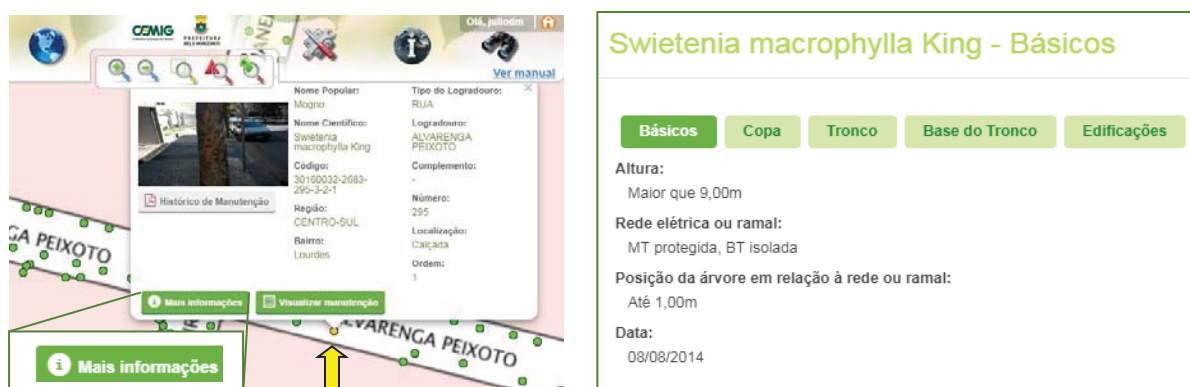 CEMIG
PREFEITURA
BELO HORIZONTE
Olá, juliodm
Ver manual
Nome Popular:
Mogno
Nome Científico:
Swietenia
macrophylla King
Código:
30160032-2683-
295-3-2-1
Região:
CENTRO-SUL
Bairro:
Lourdes
Tipo do Logradouro:
RUA
Logradouro:
ALVARENGA
PEIXOTO
Complemento:
-
Número:
295
Localização:
Calçada
Ordem:
1
Histórico de Manutenção
Mais informações
Visualizar manutenção
GA PEIXOTO
ALVARENGA PEIXOTO
Mais informações
Swietenia macrophylla King - Básicos
Básicos Copa Tronco Base do Tronco Edificações
Altura:
Maior que 9,00m
Rede elétrica ou ramal:
MT protegida, BT isolada
Posição da árvore em relação à rede ou ramal:
Até 1,00m
Data:
08/08/2014